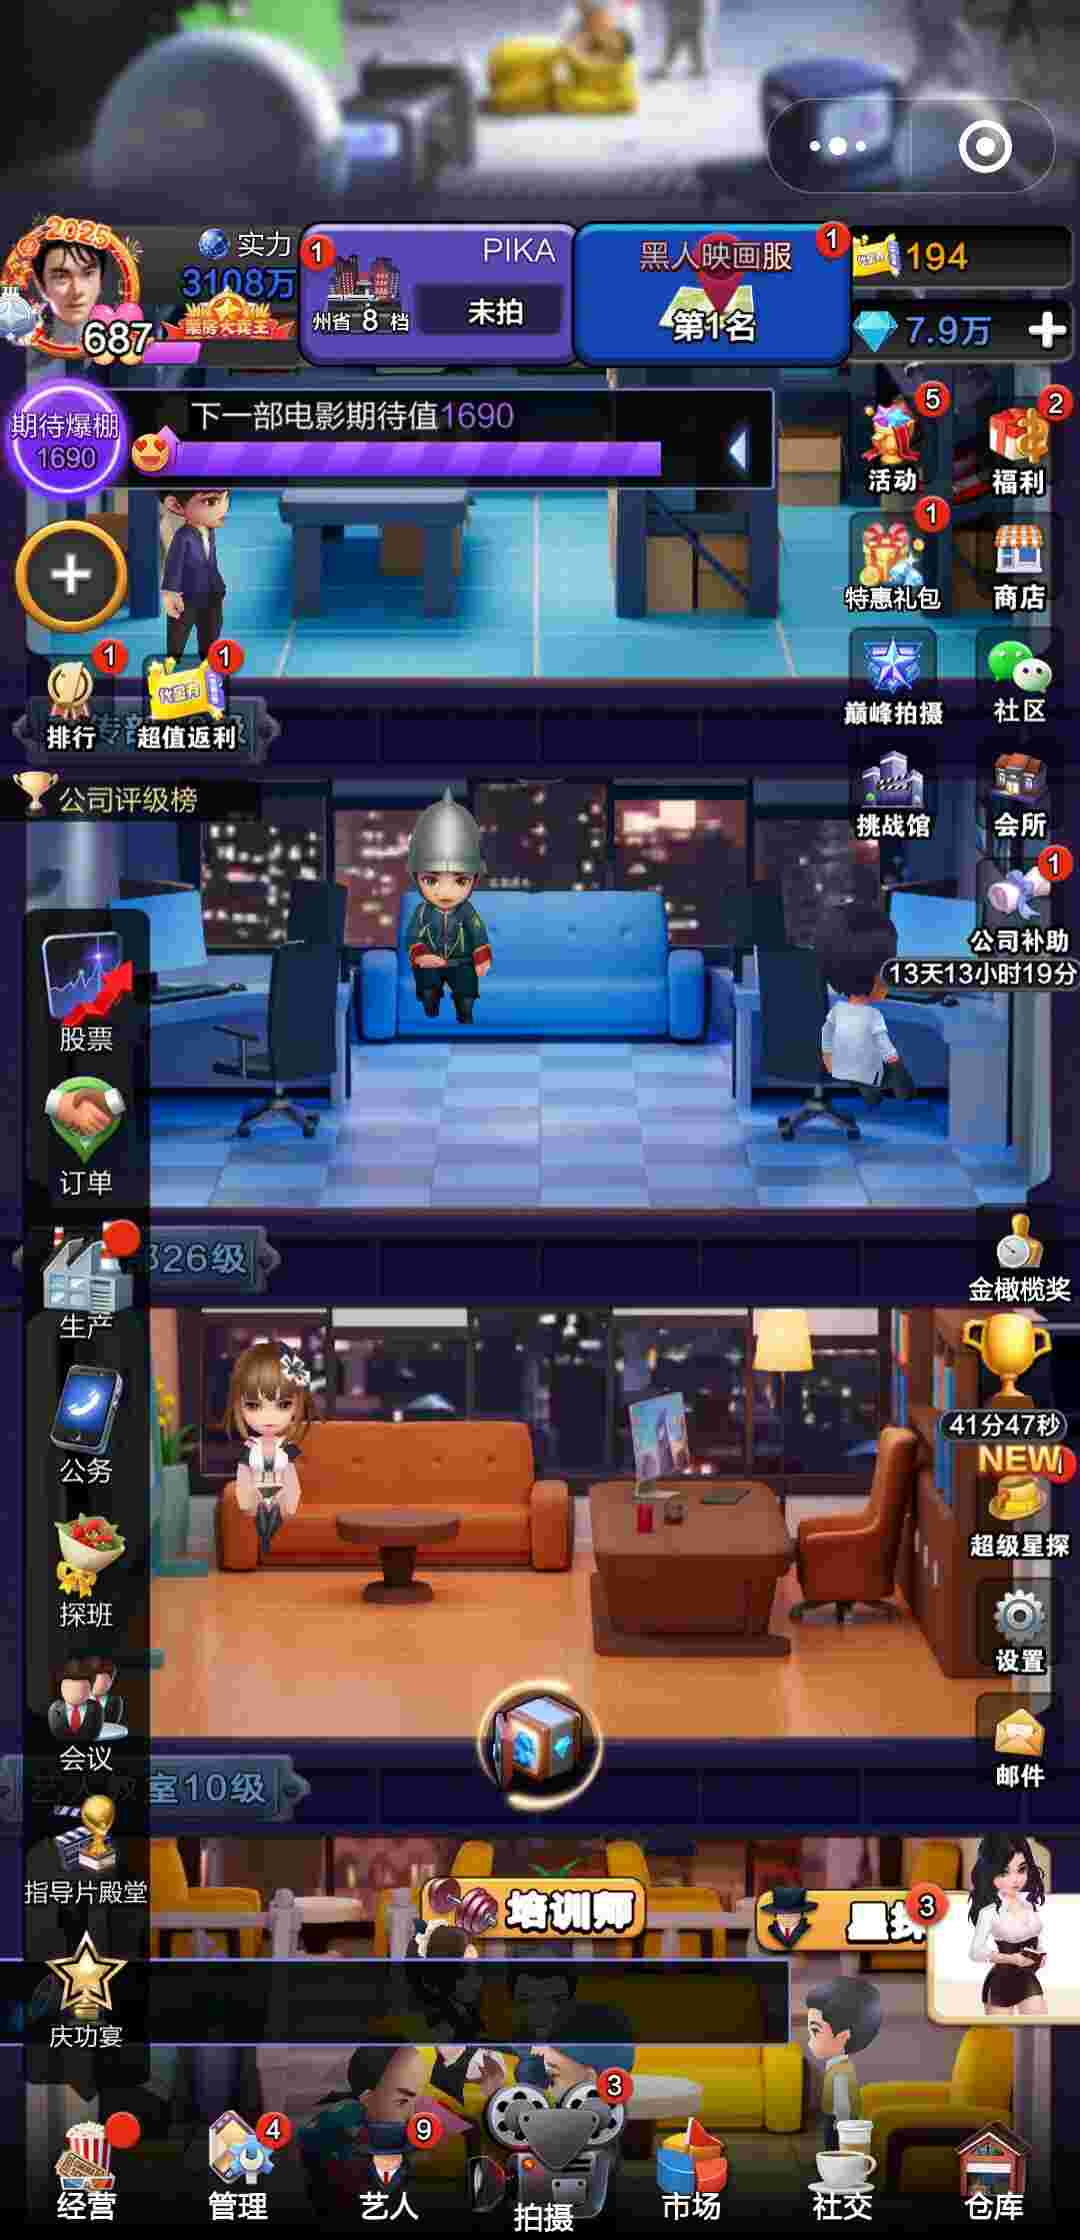 2025
实力
3108万
687
票房大亮王
1
PIKA
州省 8 档
未拍
1
黑人映画服
第1名
代金券
194
7.9万
期待爆棚
1690
下一部电影期待值1690
5
活动
2
福利
1
特惠礼包
商店
1
排行
1
代金券
超值返利
巅峰拍摄
社区
公司评级榜
挑战馆
会所
1
公司补助
13天13小时19分
股票
订单
26级
生产
金橄榄奖
公务
41分47秒
NEW
超级星探
探班
设置
会议
邮件
室10级
指导片殿堂
培训师
3
庆功宴
经营
4
管理
9
艺人
3
拍摄
市场
社交
仓库